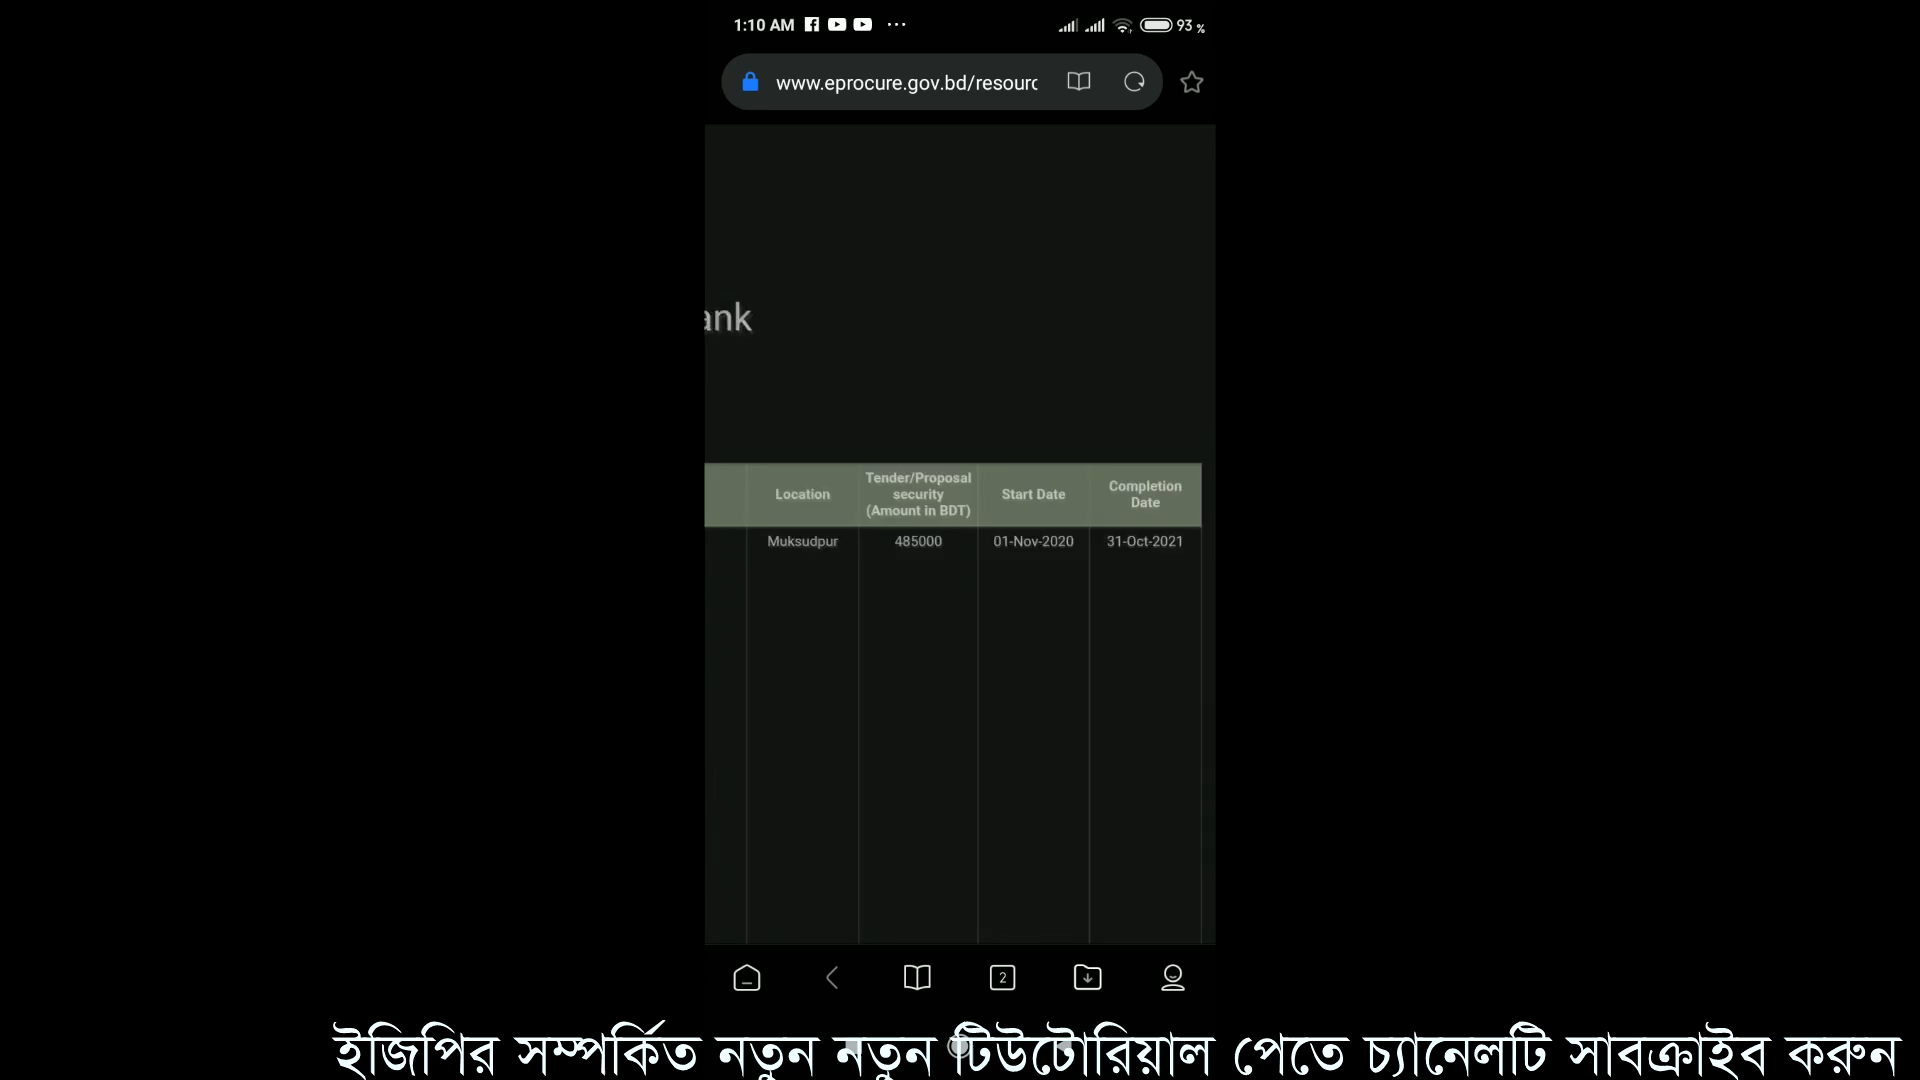 1:10 AM
93 %
www.eprocure.gov.bd/resourc
ank
Location
Tender/Proposal
security
(Amount in BDT)
Start Date
Completion
Date
Muksudpur 485000 01-Nov-2020 31-Oct-2021
2
ইজিপির সম্পর্কিত নতুন নতুন টিউটোরিয়াল পেতে চ্যানেলটি সাবক্রাইব করুন